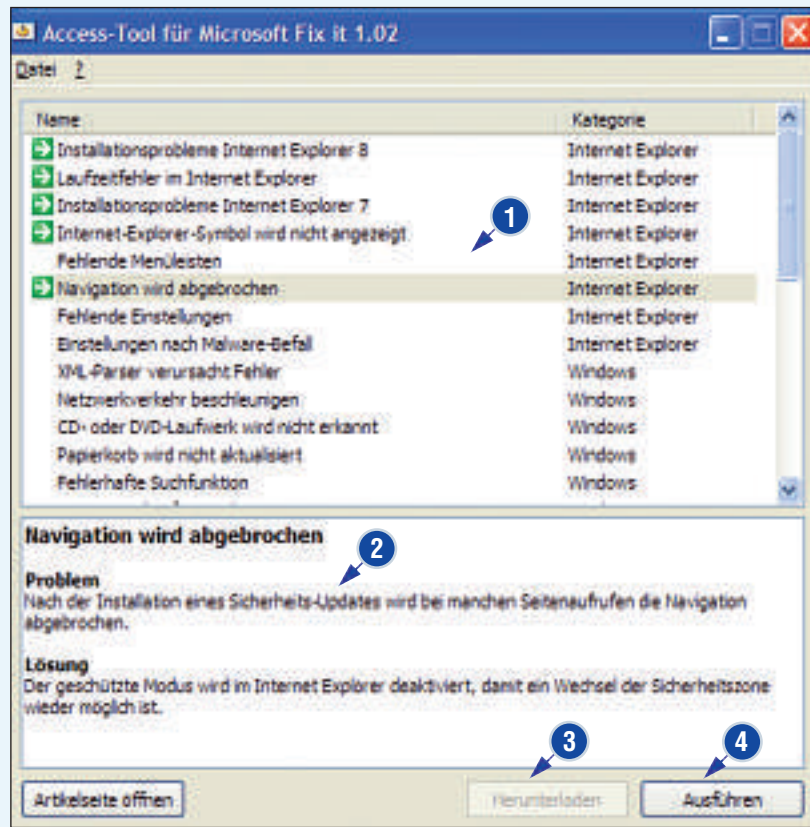 Access-Tool für Microsoft Fix it 1.02
Datei ?
Name Kategorie
Installationsprobleme Internet Explorer 8 Internet Explorer
Laufzeitfehler im Internet Explorer Internet Explorer
Installationsprobleme Internet Explorer 7 Internet Explorer
Internet-Explorer-Symbol wird nicht angezeigt Internet Explorer
1
Fehlende Menüleisten Internet Explorer
Navigation wird abgebrochen Internet Explorer
Fehlende Einstellungen Internet Explorer
Einstellungen nach Malware-Befall Internet Explorer
XML-Parser verursacht Fehler Windows
Netzwerkverkehr beschleunigen Windows
CD- oder DVD-Laufwerk wird nicht erkannt Windows
Papierkorb wird nicht aktualisiert Windows
Fehlerhafte Suchfunktion Windows
Navigation wird abgebrochen
2
Problem
Nach der Installation eines Sicherheits-Updates wird bei manchen Seitenaufrufen die Navigation
abgebrochen.
Lösung
Der geschützte Modus wird im Internet Explorer deaktiviert, damit ein Wechsel der Sicherheitszone
wieder möglich ist.
3 4
Artikelseite öffnen Herunterladen Ausführen